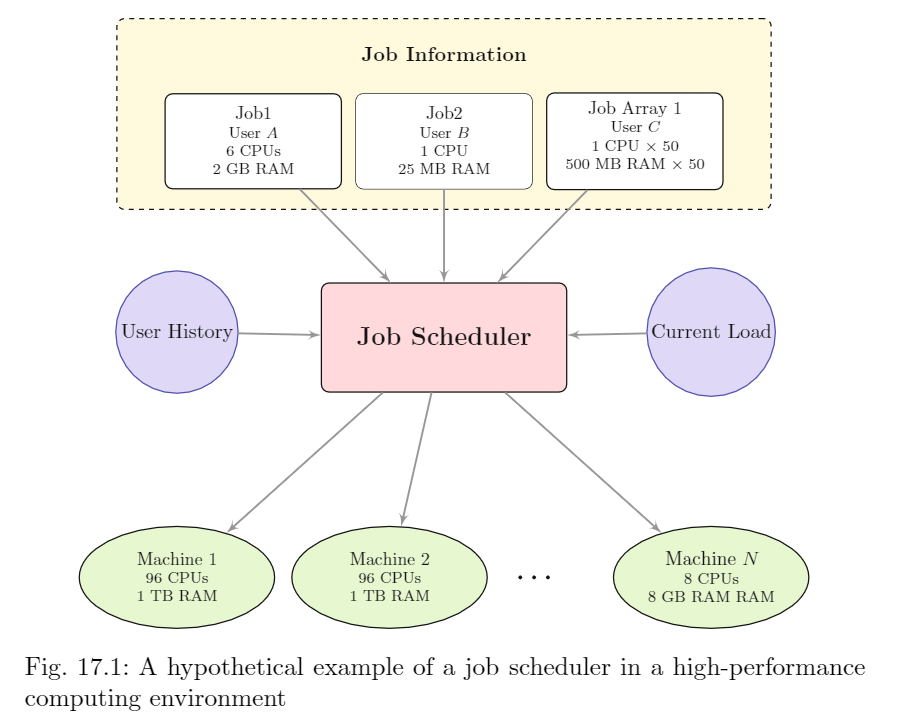 Job Information
Job1
User A
6 CPUs
2 GB RAM
Job2
User B
1 CPU
25 MB RAM
Job Array 1
User C
1 CPU × 50
500 MB RAM × 50
User History
Job Scheduler
Current Load
Machine 1
96 CPUs
1 TB RAM
Machine 2
96 CPUs
1 TB RAM
...
Machine N
8 CPUs
8 GB RAM RAM
Fig. 17.1: A hypothetical example of a job scheduler in a high-performance
computing environment